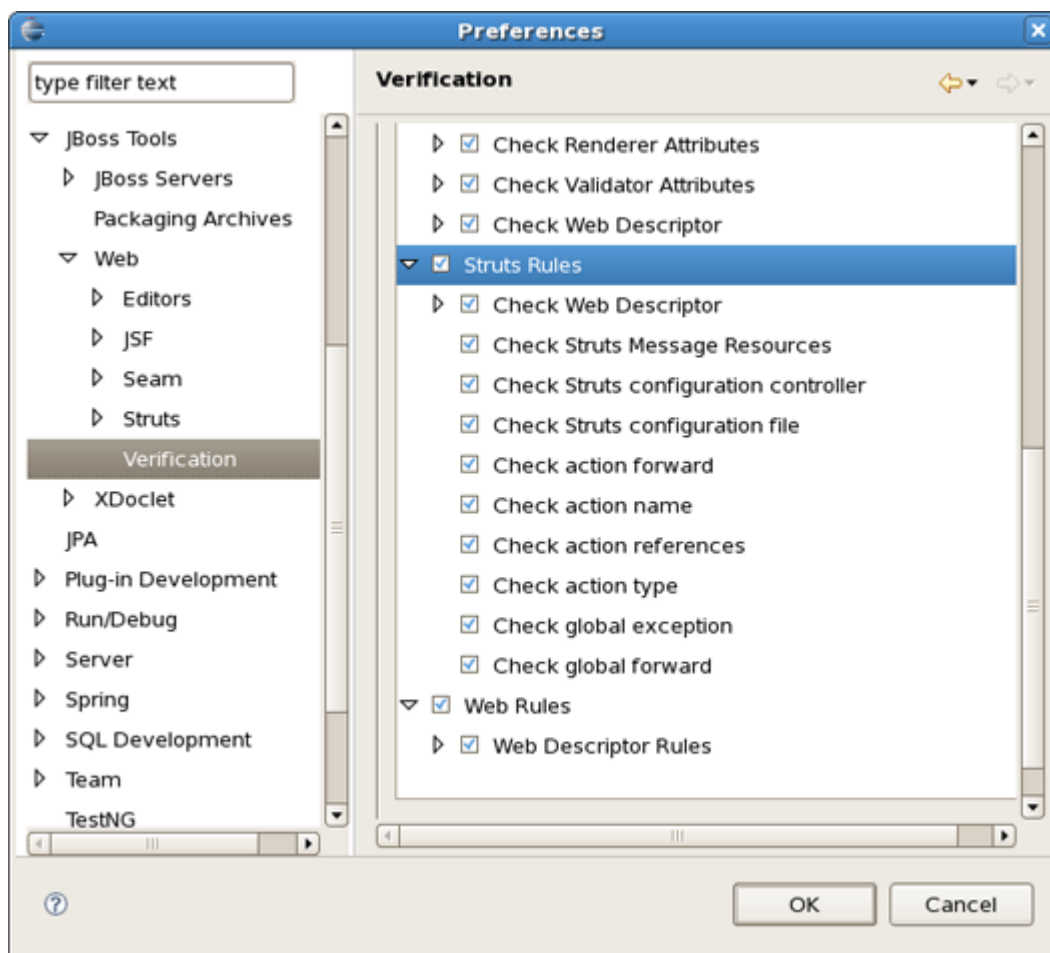 Preferences
type filter text
JBoss Tools
JBoss Servers
Packaging Archives
Web
Editors
JSF
Seam
Struts
Verification
XDoclet
JPA
Plug-in Development
Run/Debug
Server
Spring
SQL Development
Team
TestNG
Verification
Check Renderer Attributes
Check Validator Attributes
Check Web Descriptor
Struts Rules
Check Web Descriptor
Check Struts Message Resources
Check Struts configuration controller
Check Struts configuration file
Check action forward
Check action name
Check action references
Check action type
Check global exception
Check global forward
Web Rules
Web Descriptor Rules
OK
Cancel